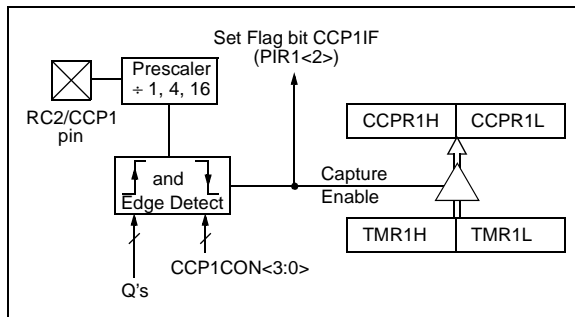 Set Flag bit CCP1IF
(PIR1<2>)
Prescaler
÷ 1, 4, 16
RC2/CCP1
pin
CCPR1H
CCPR1L
and
Edge Detect
Capture
Enable
TMR1H
TMR1L
CCP1CON<3:0>
Q's